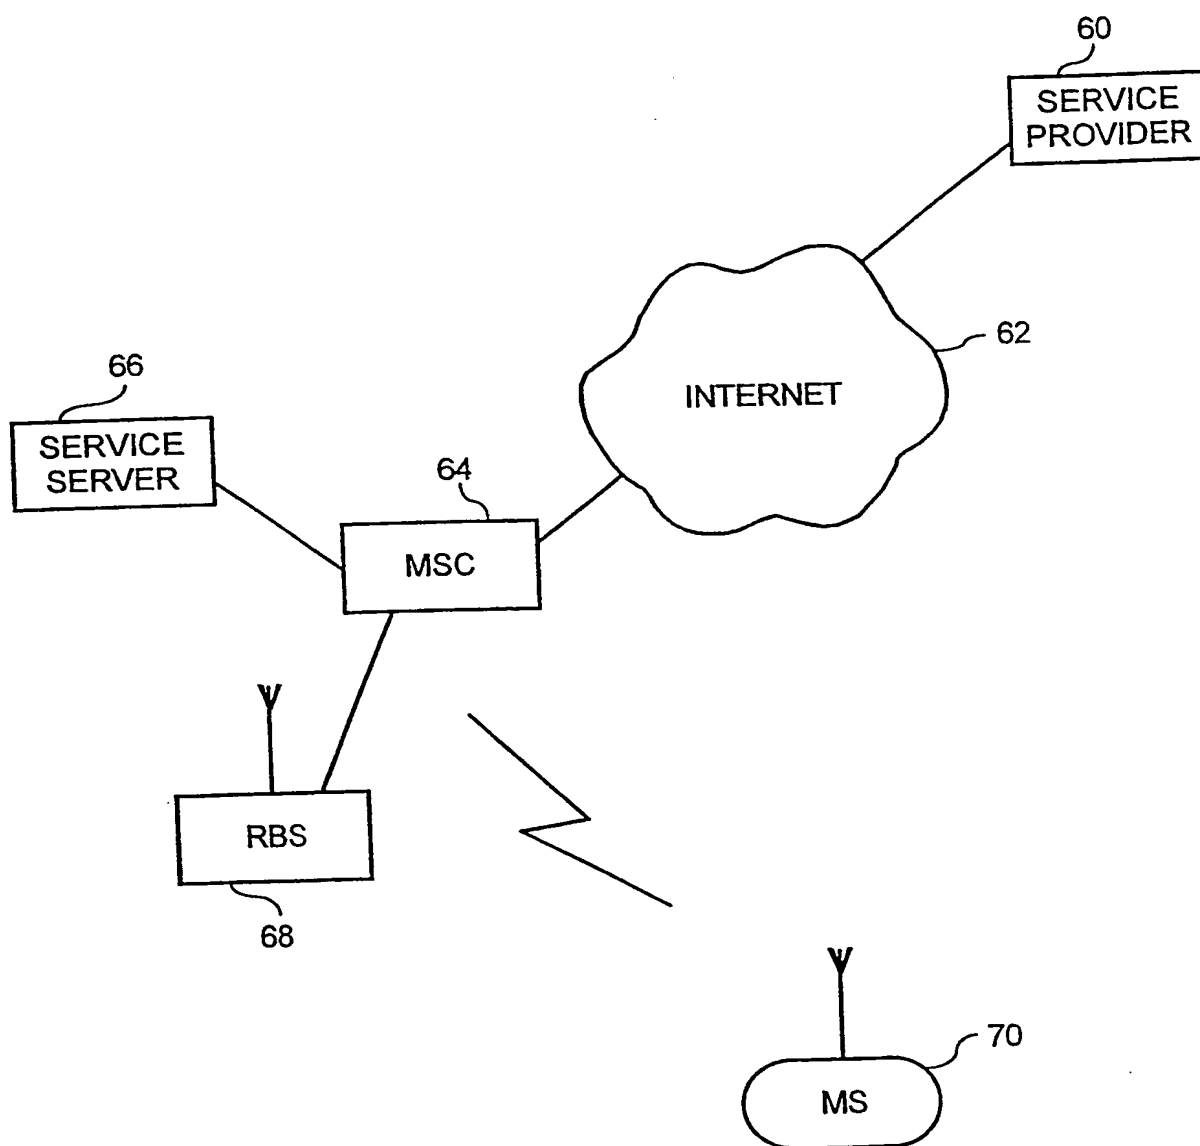 60
SERVICE
PROVIDER
62
INTERNET
66
SERVICE
SERVER
64
MSC
RBS
68
70
MS